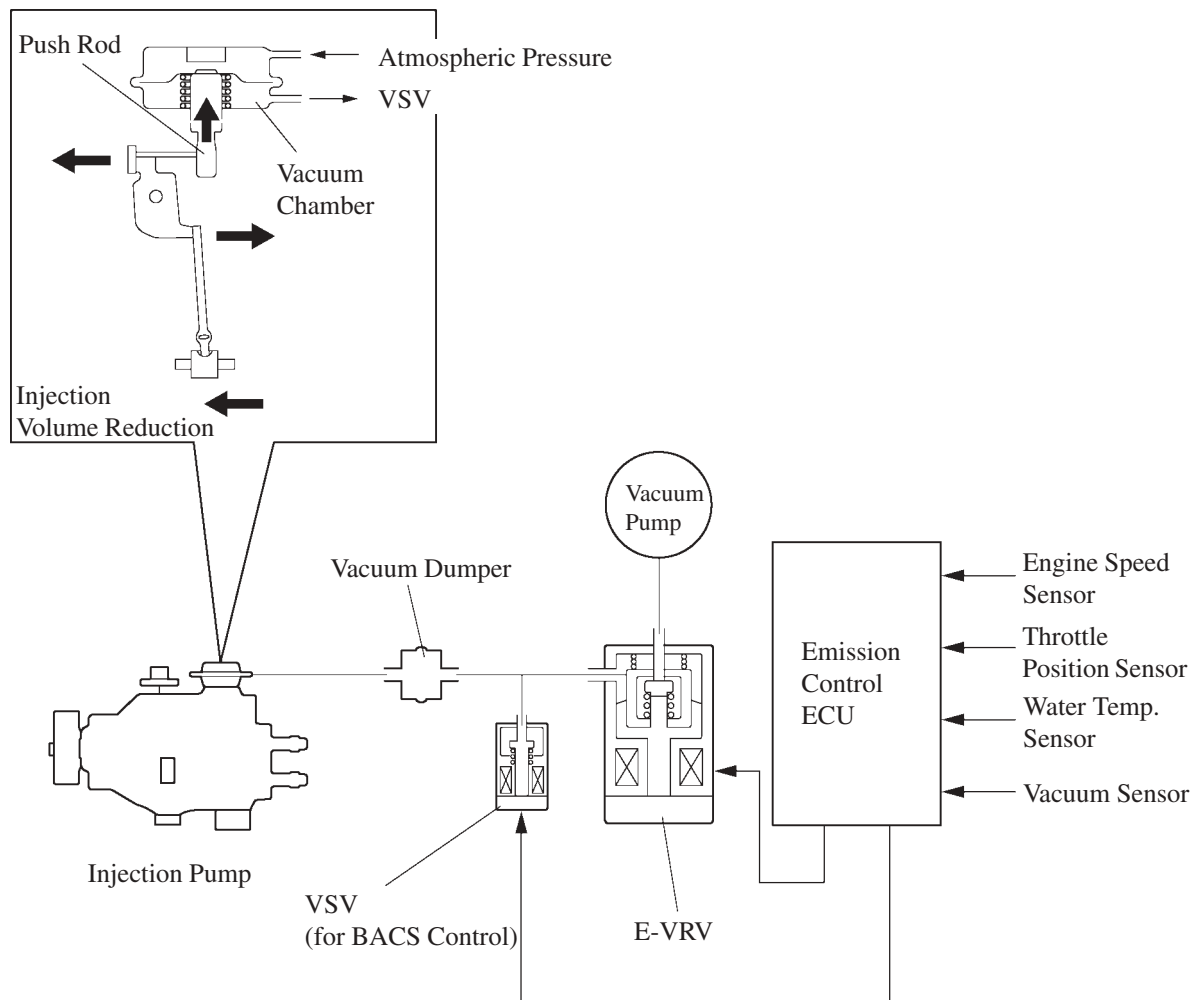 Push Rod
Atmospheric Pressure
VSV
Vacuum
Chamber
Injection
Volume Reduction
Vacuum
Pump
Vacuum Dumper
Emission
Control
ECU
Engine Speed
Sensor
Throttle
Position Sensor
Water Temp.
Sensor
Vacuum Sensor
Injection Pump
VSV
(for BACS Control)
E-VRV